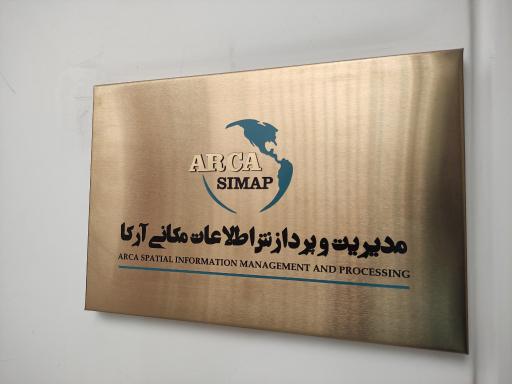 ARCA
SIMAP
مدیریت و پردازش اطلاعات مکانی آرکا
ARCA SPATIAL INFORMATION MANAGEMENT AND PROCESSING